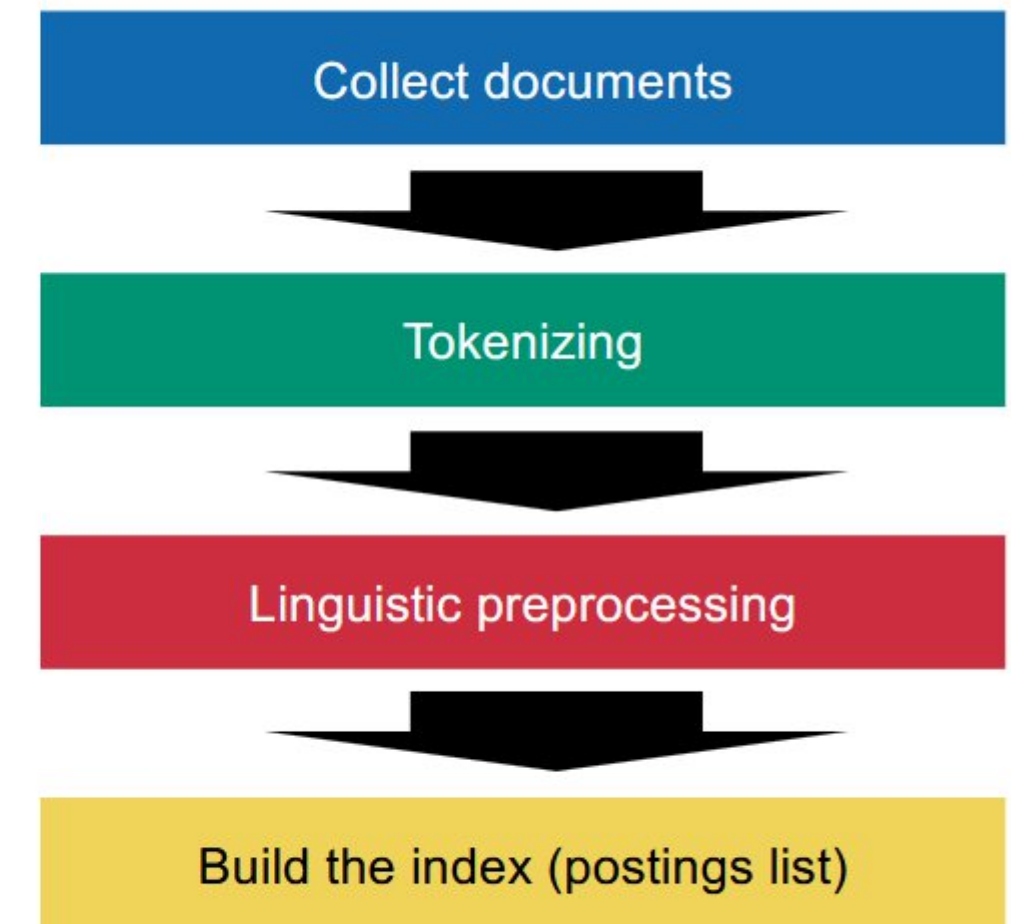 Collect documents
Tokenizing
Linguistic preprocessing
Build the index (postings list)